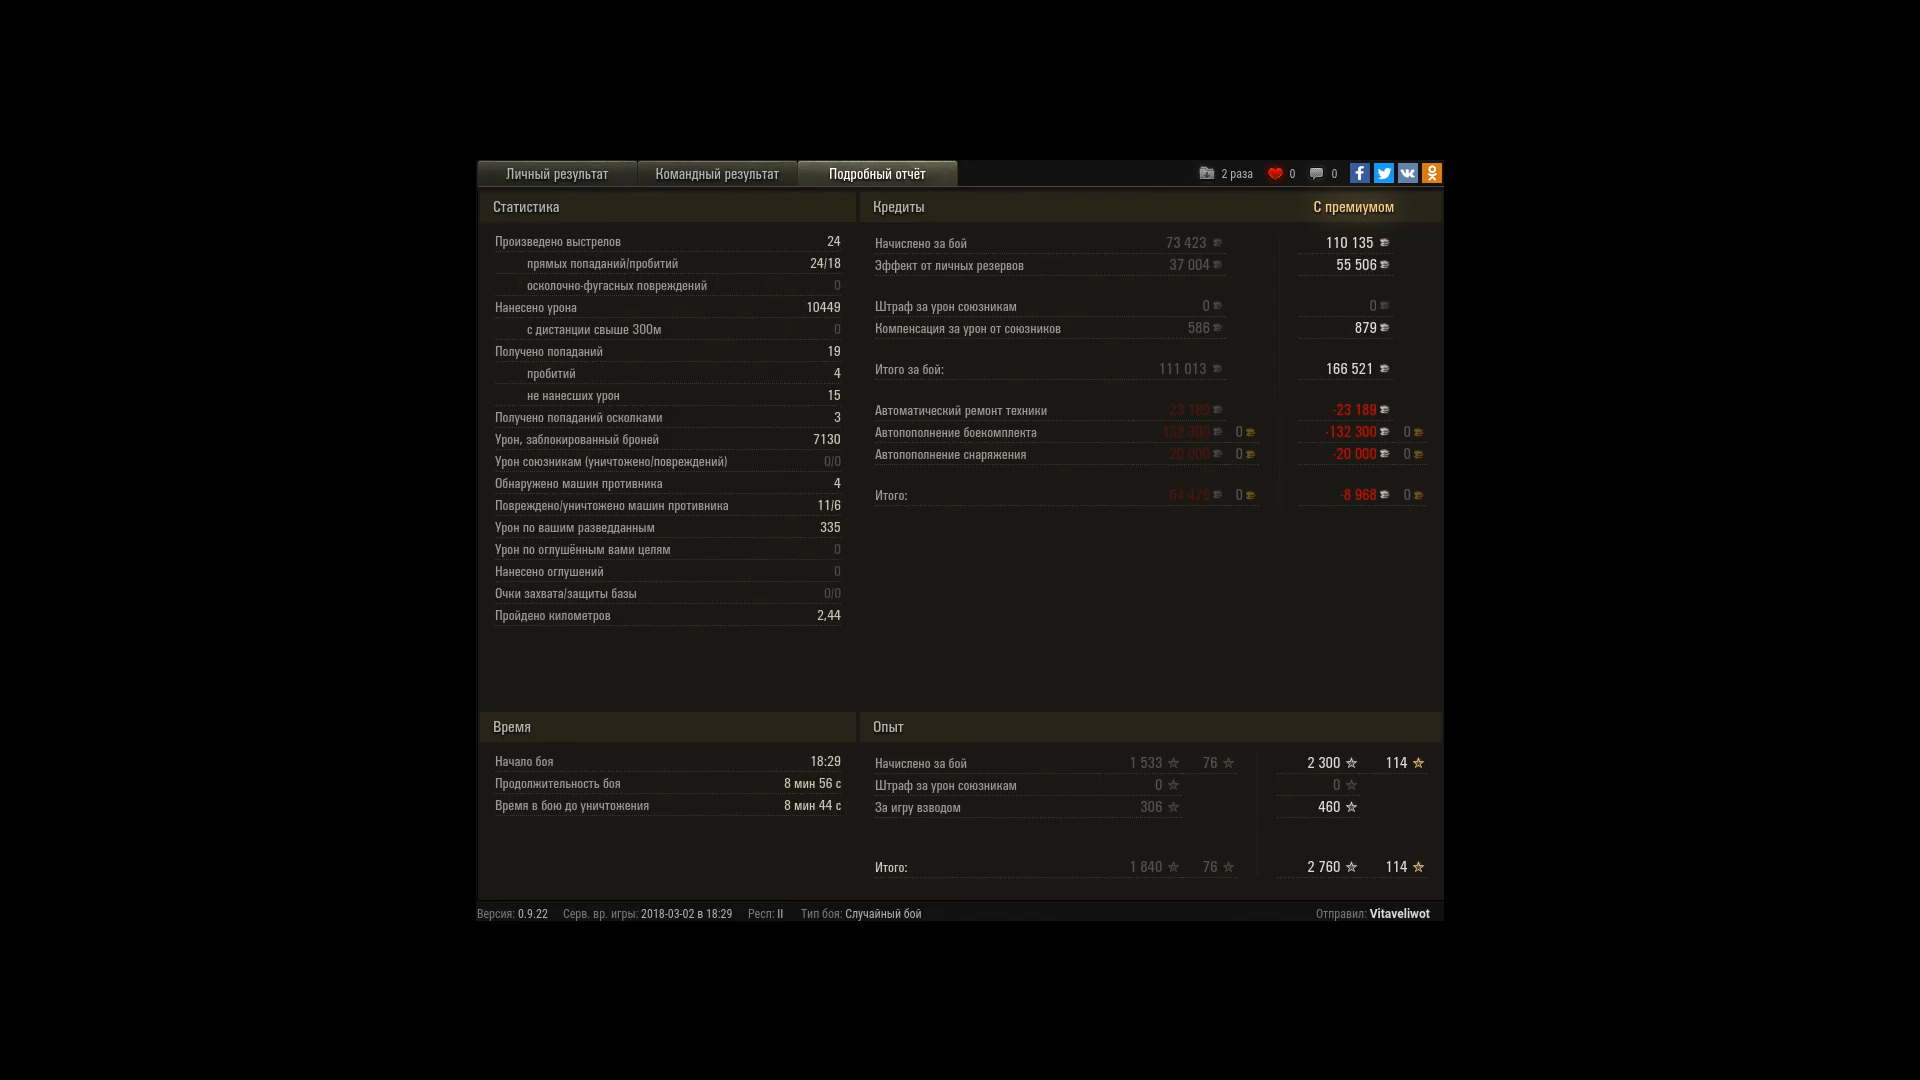 Личный результат Командный результат Подробный отчёт 2 раза 0 0
Статистика
Произведено выстрелов 24
прямых попаданий/пробитий 24/18
осколочно-фугасных повреждений 0
Нанесено урона 10449
с дистанции свыше 300м 0
Получено попаданий 19
пробитий 4
не нанесших урон 15
Получено попаданий осколками 3
Урон, заблокированный броней 7130
Урон союзникам (уничтожено/повреждений) 0/0
Обнаружено машин противника 4
Повреждено/уничтожено машин противника 11/6
Урон по вашим разведданным 335
Урон по оглушённым вами целям 0
Нанесено оглушений 0
Очки захвата/защиты базы 0/0
Пройдено километров 2,44
Кредиты С премиумом
Начислено за бой 73 423 110 135
Эффект от личных резервов 37 004 55 506
Штраф за урон союзникам 0 0
Компенсация за урон от союзников 586 879
Итого за бой: 111 013 166 521
Автоматический ремонт техники -23 189 -23 189
Автопополнение боекомплекта -132 300 0 -132 300 0
Автопополнение снаряжения -20 000 0 -20 000 0
Итого: -64 476 0 -8 968 0
Время
Начало боя 18:29
Продолжительность боя 8 мин 56 с
Время в бою до уничтожения 8 мин 44 с
Опыт
Начислено за бой 1 533 76 2 300 114
Штраф за урон союзникам 0 0
За игру взводом 306 460
Итого: 1 840 76 2 760 114
Версия: 0.9.22 Серв. вр. игры: 2018-03-02 в 18:29 Респ: II Тип боя: Случайный бой Отправил: Vitaveliwot